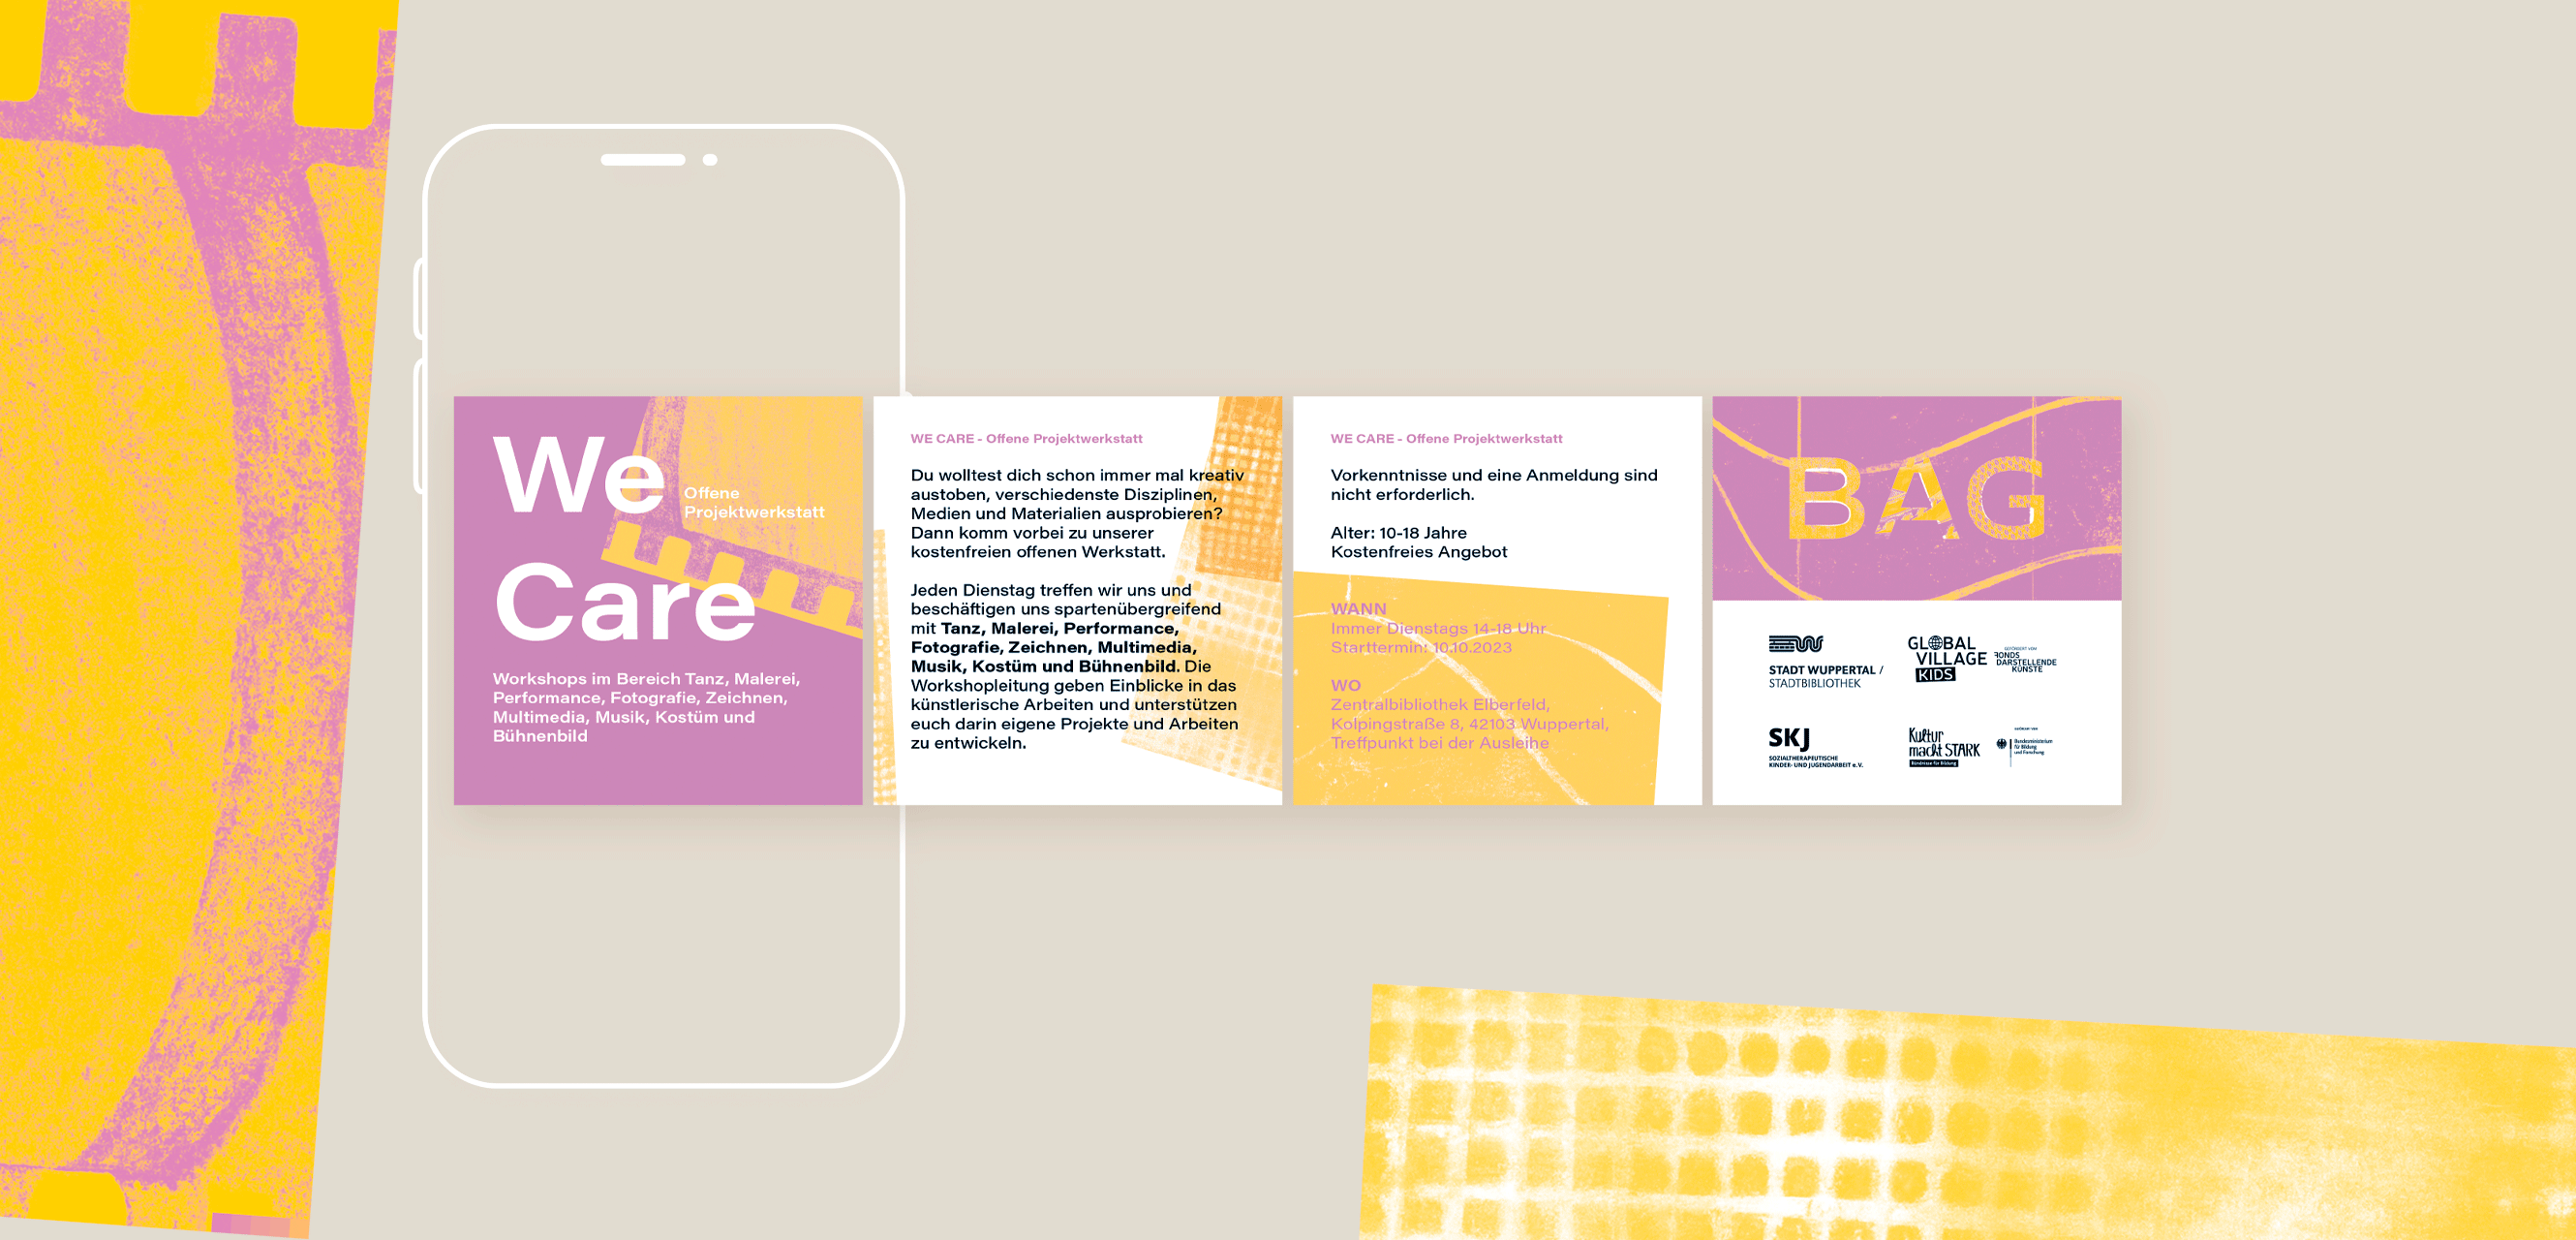 We
Offene
Projektwerkstatt
Care
Workshops im Bereich Tanz, Malerei,
Performance, Fotografie, Zeichnen,
Multimedia, Musik, Kostüm und
Bühnenbild
WE CARE - Offene Projektwerkstatt
Du wolltest dich schon immer mal kreativ
austoben, verschiedenste Disziplinen,
Medien und Materialien ausprobieren?
Dann komm vorbei zu unserer
kostenfreien offenen Werkstatt.
Jeden Dienstag treffen wir uns und
beschäftigen uns spartenübergreifend
mit Tanz, Malerei, Performance,
Fotografie, Zeichnen, Multimedia,
Musik, Kostüm und Bühnenbild. Die
Workshopleitung geben Einblicke in das
künstlerische Arbeiten und unterstützen
euch darin eigene Projekte und Arbeiten
zu entwickeln.
WE CARE - Offene Projektwerkstatt
Vorkenntnisse und eine Anmeldung sind
nicht erforderlich.
Alter: 10-18 Jahre
Kostenfreies Angebot
WANN
Immer Dienstags 14-18 Uhr
Starttermin: 10.10.2023
WO
Zentralbibliothek Elberfeld,
Kolpingstraße 8, 42103 Wuppertal,
Treffpunkt bei der Ausleihe
BAG
STADT WUPPERTAL /
STADTBIBLIOTHEK
GLOBAL
VILLAGE
KIDS
GEFÖRDERT VOM
FONDS
DARSTELLENDE
KÜNSTE
SKJ
SOZIALTHERAPEUTISCHE
KINDER- UND JUGENDARBEIT e.V.
Kultur
macht STARK
Bündnisse für Bildung
GEFÖRDERT VOM
Bundesministerium
für Bildung
und Forschung